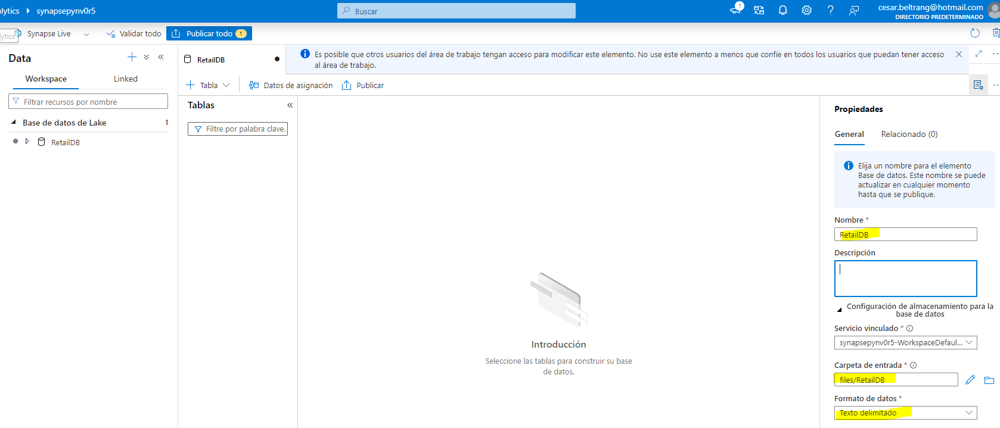 lytics
synapsepynv0r5
Buscar
1
cesar.beltrang@hotmail.com
DIRECTORIO PREDETERMINADO
lytics
Synapse Live
Validar todo
Publicar todo
1
Data
Workspace
Linked
Filtrar recursos por nombre
Base de datos de Lake
1
RetailDB
RetailDB
Es posible que otros usuarios del área de trabajo tengan acceso para modificar este elemento. No use este elemento a menos que confíe en todos los usuarios que puedan tener acceso
al área de trabajo.
Tabla
Datos de asignación
Publicar
Tablas
Filtre por palabra clave.
Introducción
Seleccione las tablas para construir su base
de datos.
Propiedades
General
Relacionado (0)
Elija un nombre para el elemento
Base de datos. Este nombre se puede
actualizar en cualquier momento
hasta que se publique.
Nombre *
RetailDB
Descripción
Configuración de almacenamiento para la
base de datos
Servicio vinculado *
synapsepynv0r5-WorkspaceDefaul...
Carpeta de entrada *
files/RetailDB
Formato de datos *
Texto delimitado